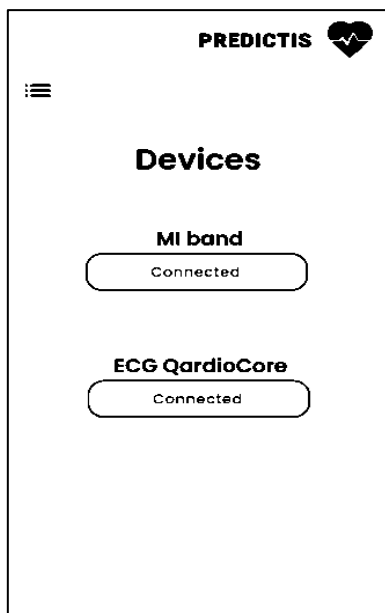 PREDICTIS
Devices
MI band
Connected
ECG QardioCore
Connected